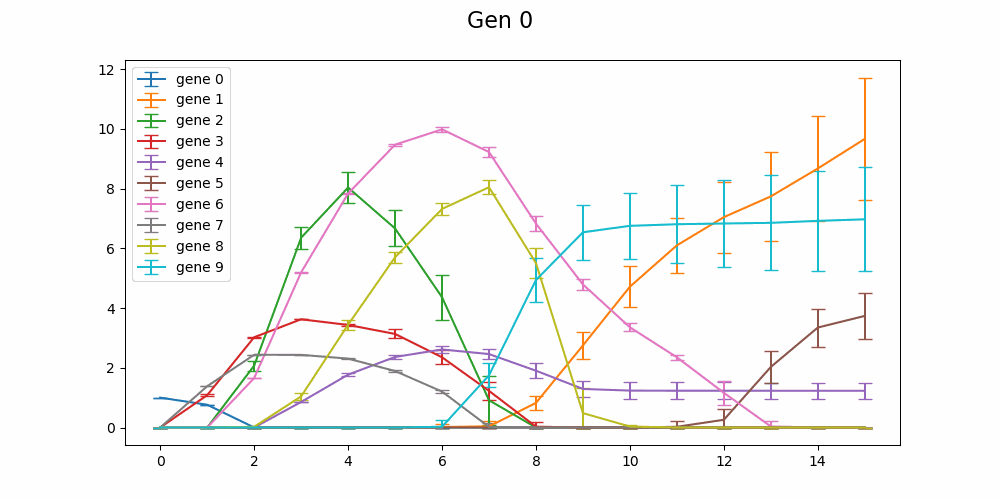 Gen 0
12
10
8
6
4
2
0
gene 0
gene 1
gene 2
gene 3
gene 4
gene 5
gene 6
gene 7
gene 8
gene 9
0 2 4 6 8 10 12 14